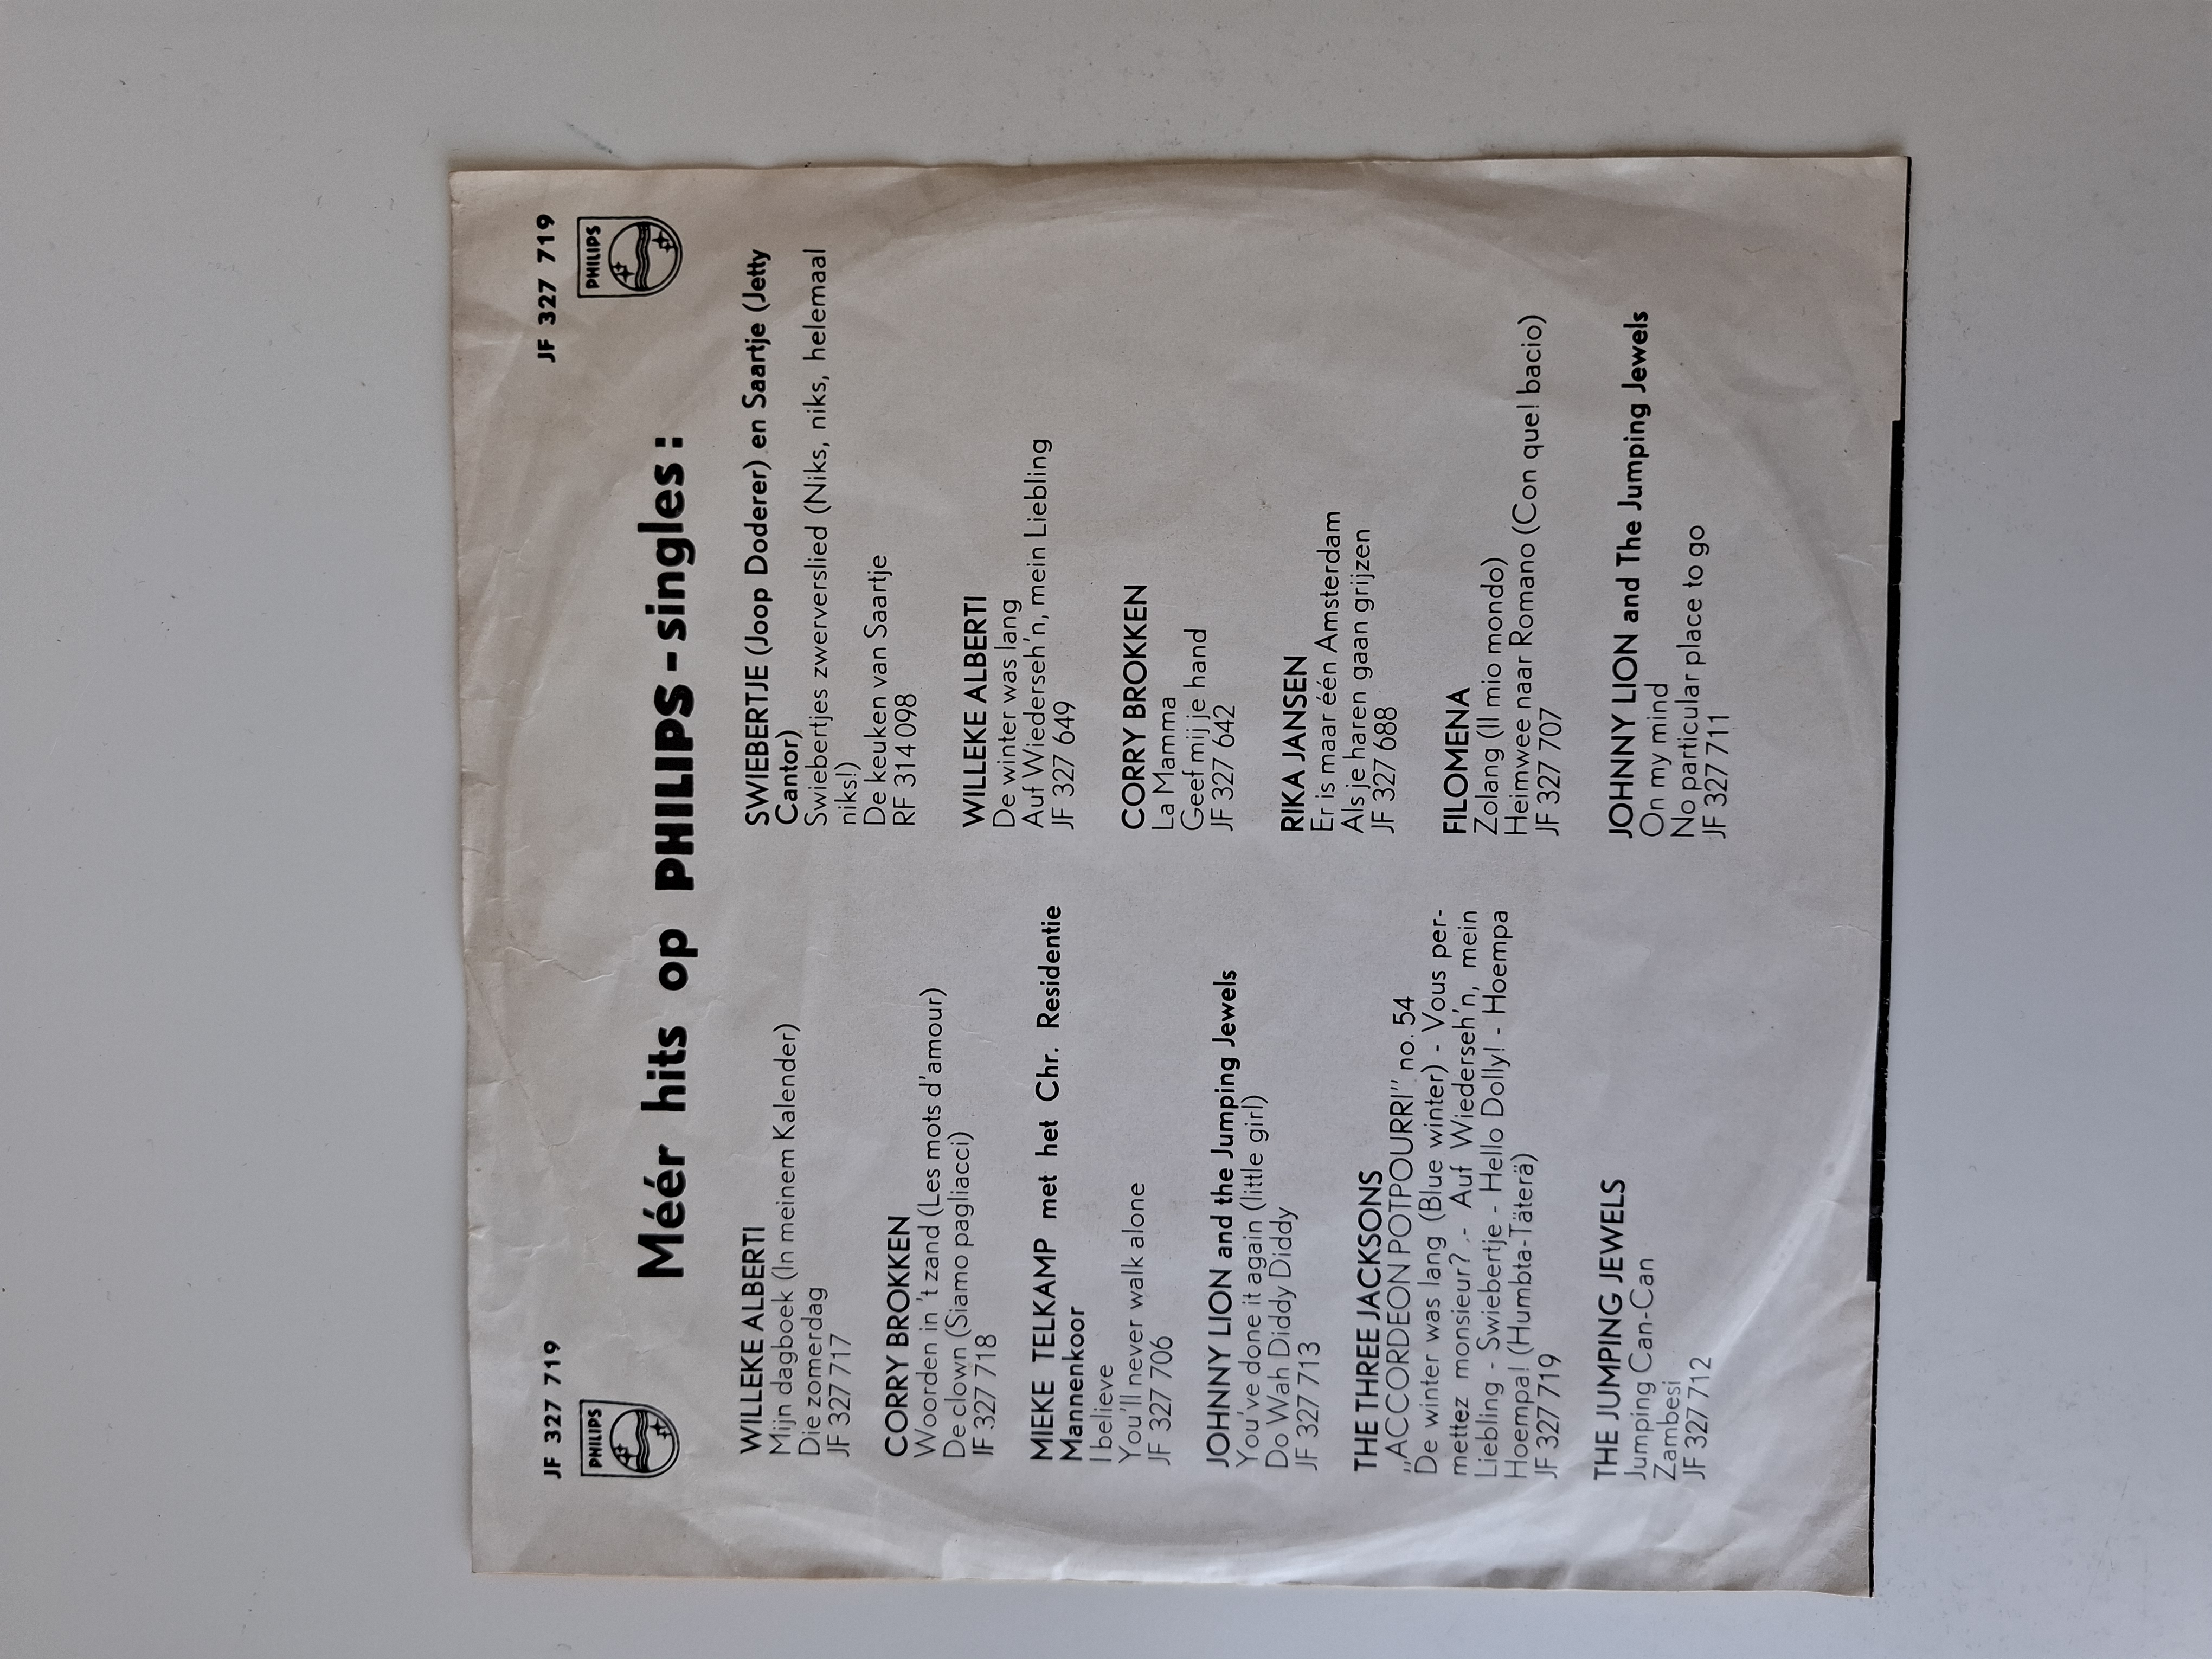 JF 327 719
PHILIPS
JF 327 719
PHILIPS
Méér hits op PHILIPS-singles:
WILLEKE ALBERTI
Mijn dagboek (In meinem Kalender)
Die zomerdag
JF 327 717
CORRY BROKKEN
Woorden in 't zand (Les mots d'amour)
De clown (Siamo pagliacci)
JF 327 718
MIEKE TELKAMP met het Chr. Residentie
Mannenkoor
I believe
You'll never walk alone
JF 327 706
JOHNNY LION and the Jumping Jewels
You've done it again (little girl)
Do Wah Diddy Diddy
JF 327 713
THE THREE JACKSONS
„ACCORDEON POTPOURRI" no. 54
De winter was lang (Blue winter) - Vous per-
mettez monsieur? - Auf Wiederseh'n, mein
Liebling - Swiebertje - Hello Dolly! - Hoempa
Hoempa! (Humbta-Täterä)
JF 327 719
THE JUMPING JEWELS
Jumping Can-Can
Zambesi
JF 327 712
SWIEBERTJE (Joop Doderer) en Saartje (Jetty
Cantor)
Swiebertjes zwerverslied (Niks, niks, helemaal
niks!)
De keuken van Saartje
RF 314 098
WILLEKE ALBERTI
De winter was lang
Auf Wiederseh'n, mein Liebling
JF 327 649
CORRY BROKKEN
La Mamma
Geef mij je hand
JF 327 642
RIKA JANSEN
Er is maar één Amsterdam
Als je haren gaan grijzen
JF 327 688
FILOMENA
Zolang (Il mio mondo)
Heimwee naar Romano (Con quel bacio)
JF 327 707
JOHNNY LION and The Jumping Jewels
On my mind
No particular place to go
JF 327 711